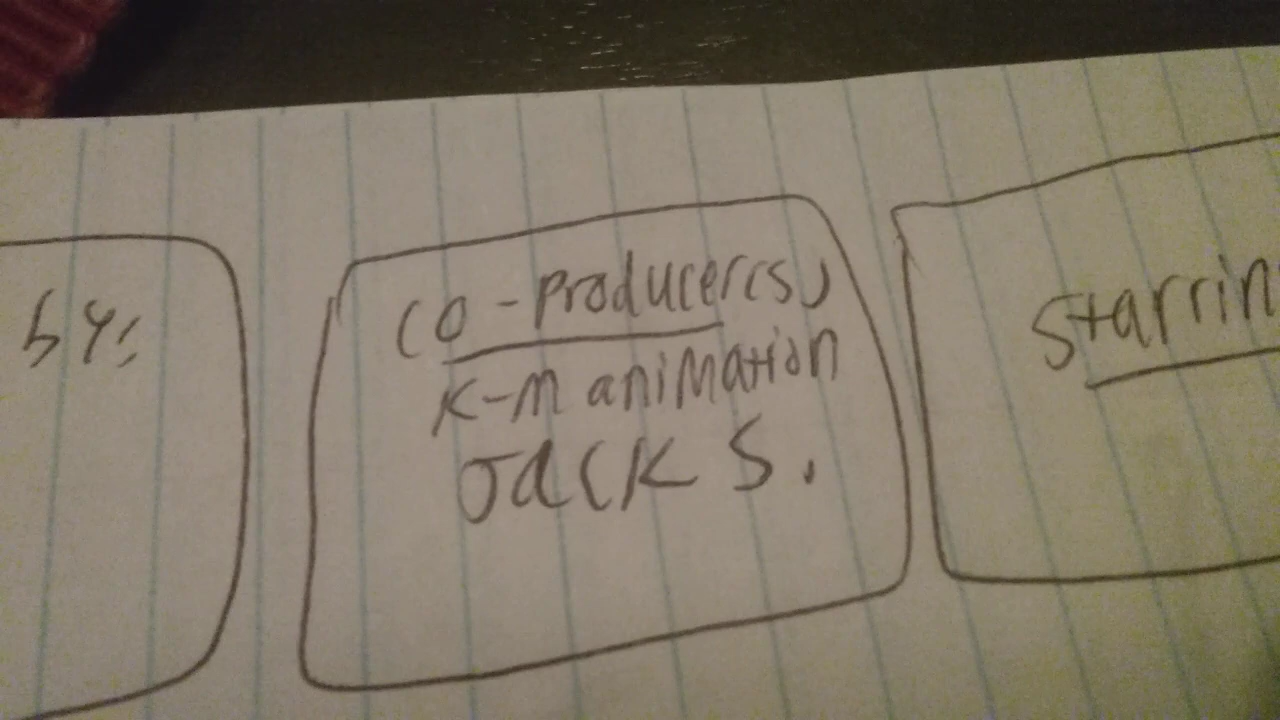 by:
co-producer(s)
K-M animation
Jack S.
Starrin